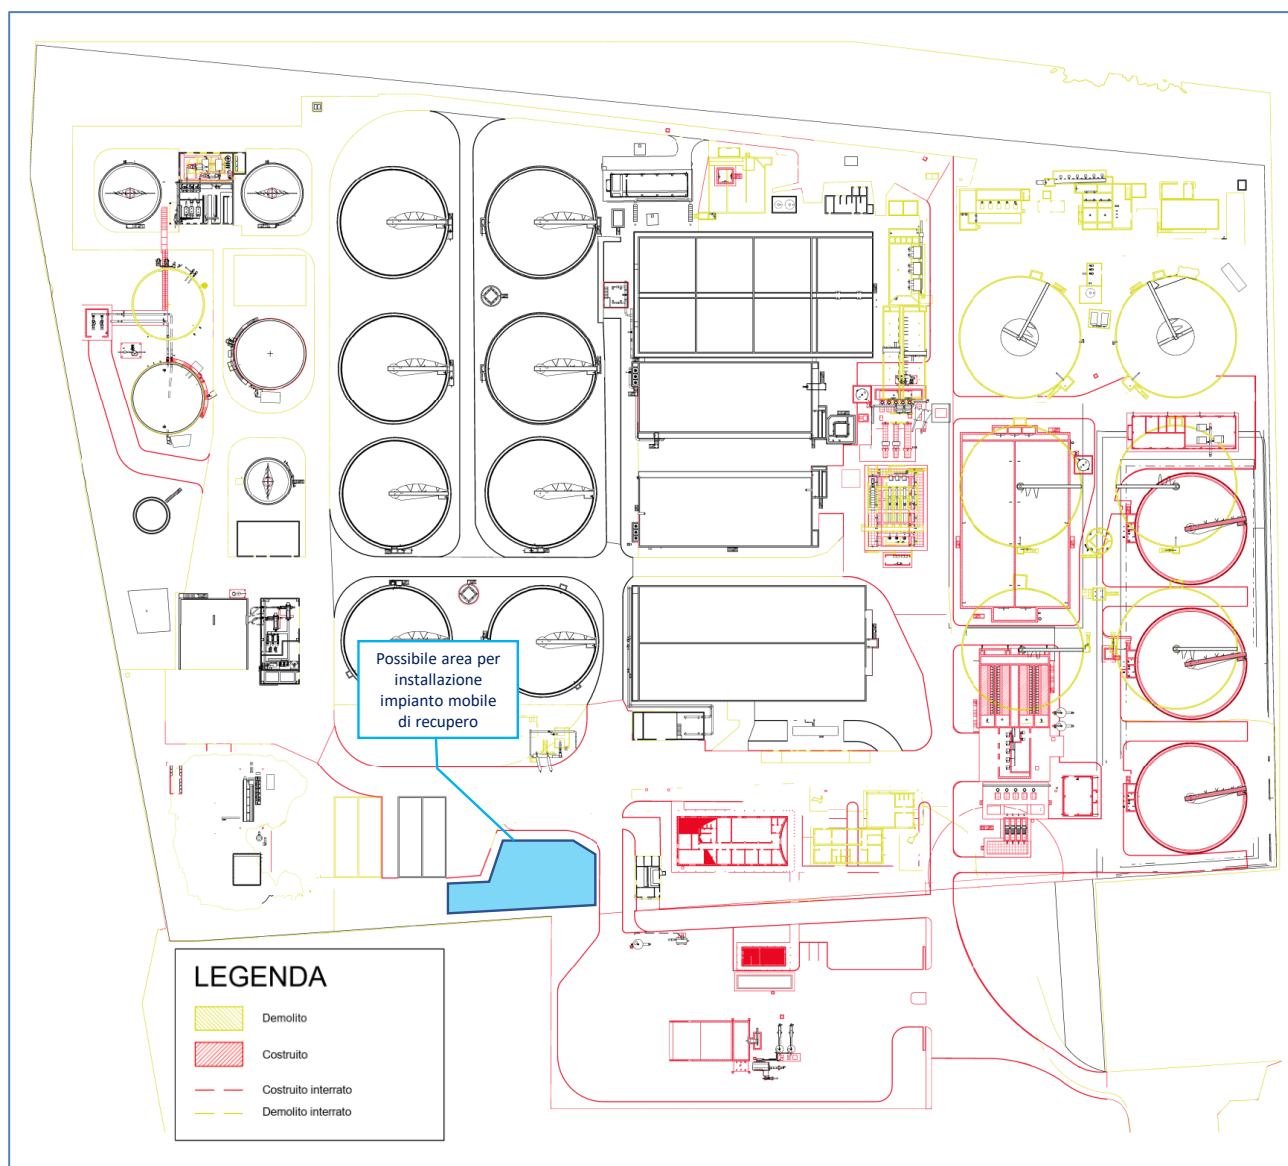 Possibile area per
installazione
impianto mobile
di recupero
LEGENDA
Demolito
Costruito
Costruito interrato
Demolito interrato